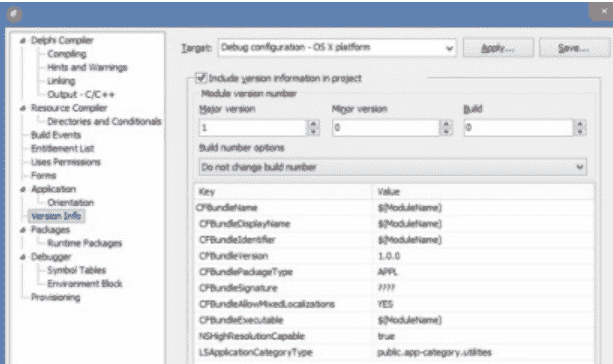 Delphi Compiler
Compiling
Hints and Warnings
Linking
Output - C/C++
Resource Compiler
Directories and Conditionals
Build Events
Entitlement List
Uses Permissions
Forms
Application
Orientation
Version Info
Packages
Runtime Packages
Debugger
Symbol Tables
Environment Block
Provisioning
Target: Debug configuration - OS X platform Apply... Save...
Include version information in project
Module version number
Major version Minor version Build
1 0 0
Build number options
Do not change build number
Key Value
CFBundleName $(ModuleName)
CFBundleDisplayName $(ModuleName)
CFBundleIdentifier $(ModuleName)
CFBundleVersion 1.0.0
CFBundlePackageType APPL
CFBundleSignature ????
CFBundleAllowMixedLocalizations YES
CFBundleExecutable $(ModuleName)
NSHighResolutionCapable true
LSApplicationCategoryType public.app-category.utilities